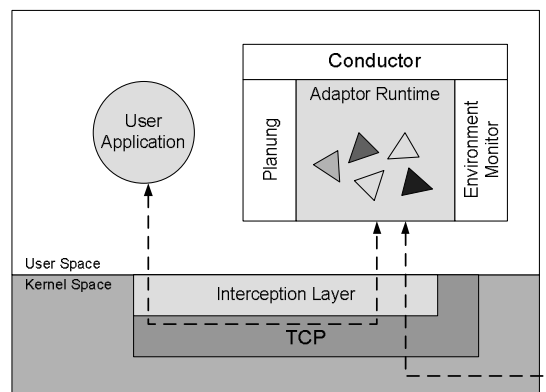 Conductor
Adaptor Runtime
User
Application
Planung
Environment
Monitor
User Space
Kernel Space
Interception Layer
TCP